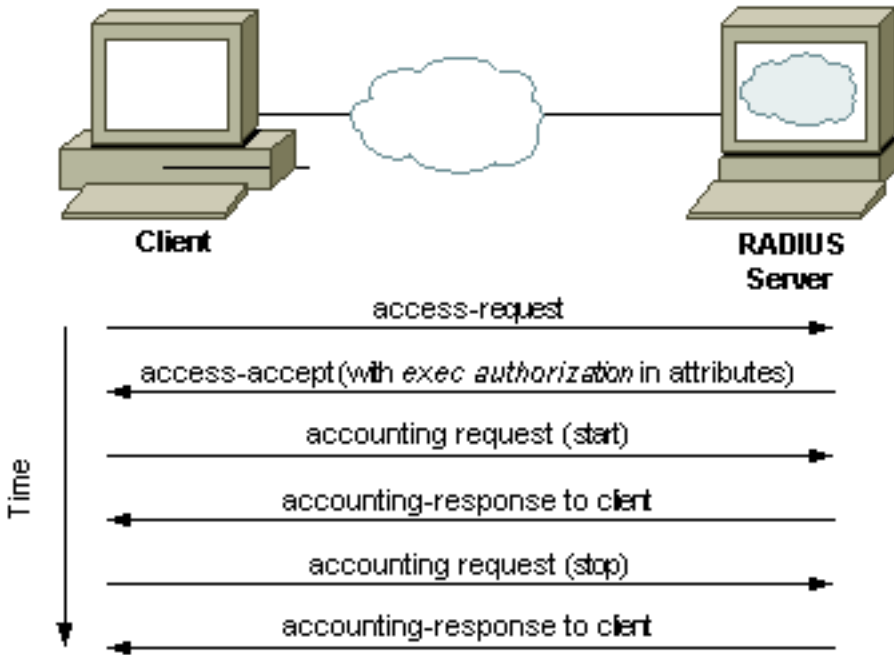 Client
RADIUS
Server
Time
access-request
access-accept (with exec authorization in attributes)
accounting request (start)
accounting-response to client
accounting request (stop)
accounting-response to client